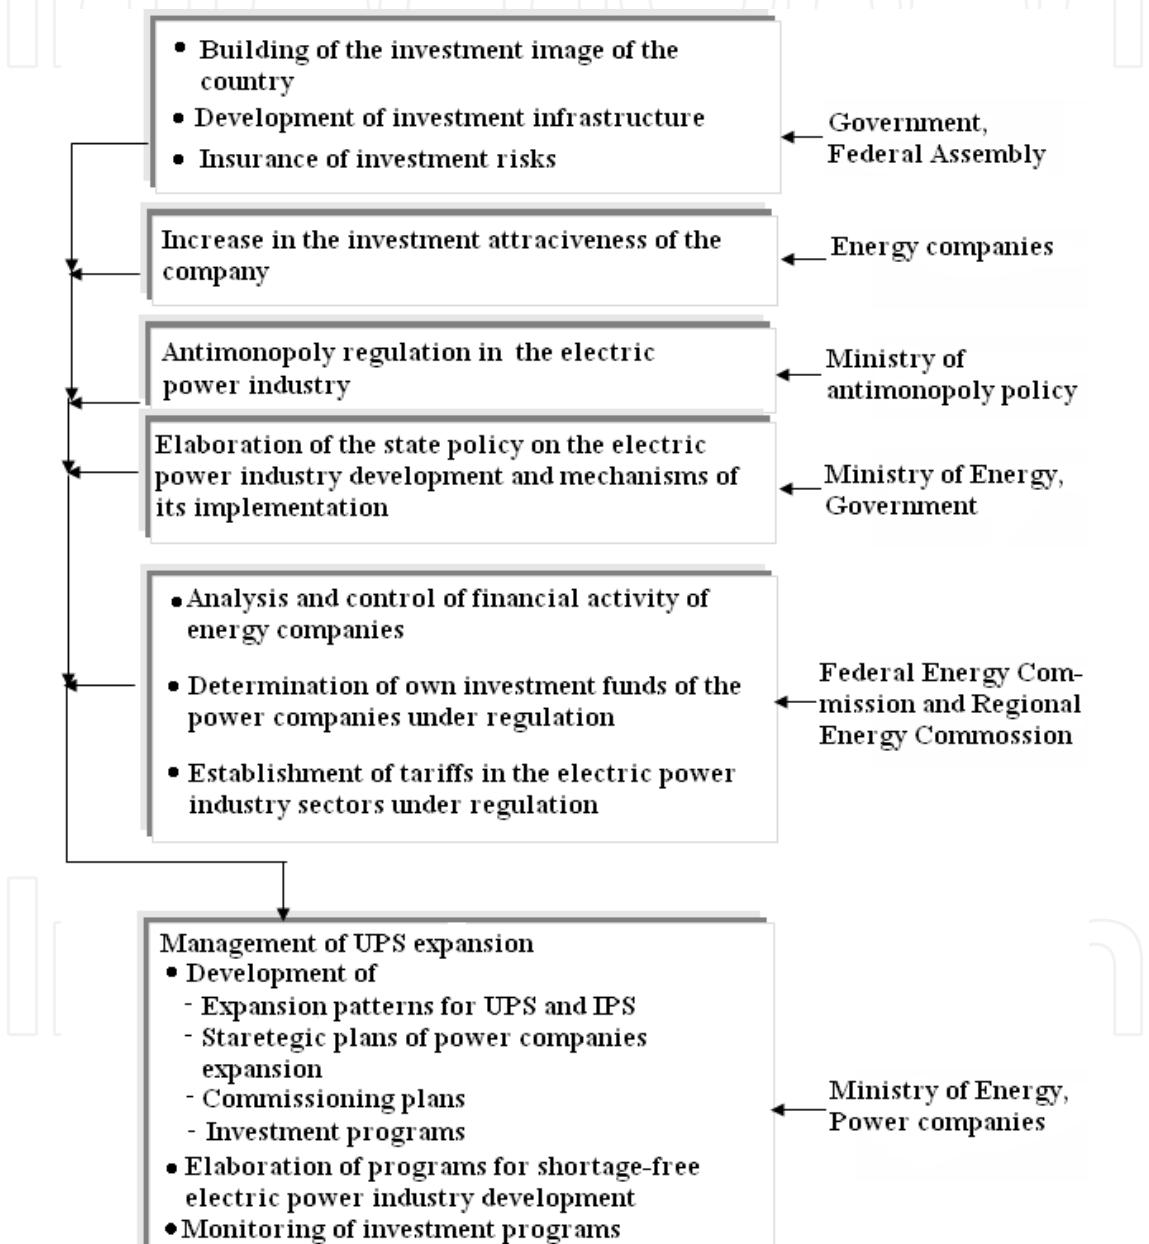 • Building of the investment image of the
country
• Development of investment infrastructure
• Insurance of investment risks
Government,
Federal Assembly
Increase in the investment attraciveness of the
company
Energy companies
Antimonopoly regulation in the electric
power industry
Ministry of
antimonopoly policy
Elaboration of the state policy on the electric
power industry development and mechanisms of
its implementation
Ministry of Energy,
Government
• Analysis and control of financial activity of
energy companies
• Determination of own investment funds of the
power companies under regulation
• Establishment of tariffs in the electric power
industry sectors under regulation
Federal Energy Com-
mission and Regional
Energy Commossion
Management of UPS expansion
• Development of
- Expansion patterns for UPS and IPS
- Staretegic plans of power companies
expansion
- Commissioning plans
- Investment programs
• Elaboration of programs for shortage-free
electric power industry development
• Monitoring of investment programs
Ministry of Energy,
Power companies